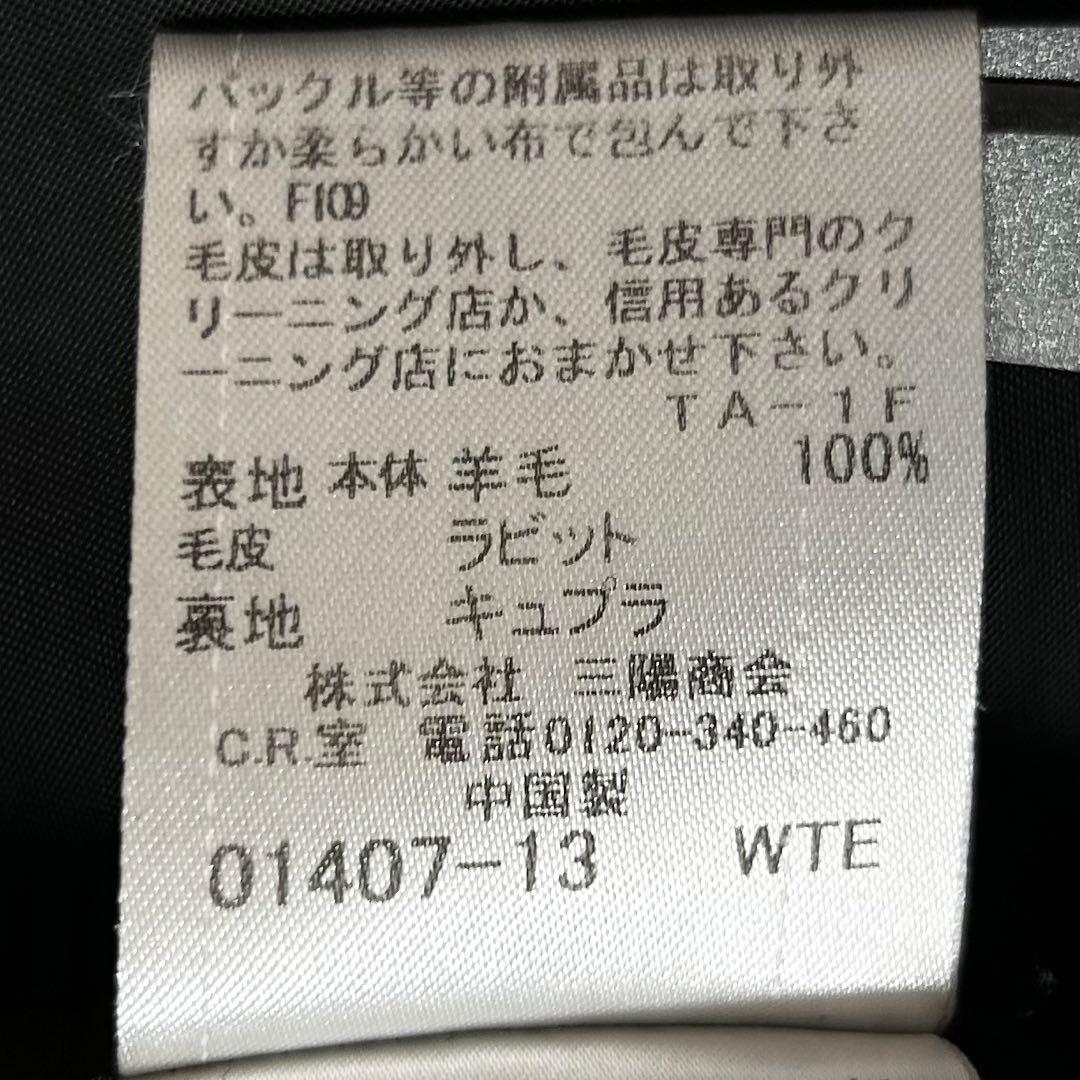 バックル等の附属品は取り外
すか柔らかい布で包んで下さ
い。F109
毛皮は取り外し、毛皮専門のク
リーニング店か、信用あるクリ
ーニング店におまかせ下さい。
TA-1F
表地 本体 羊毛 100%
毛皮 ラビット
裏地 キュプラ
株式会社 三陽商会
C.R.室 電話0120-340-460
中国製
01407-13 WTE